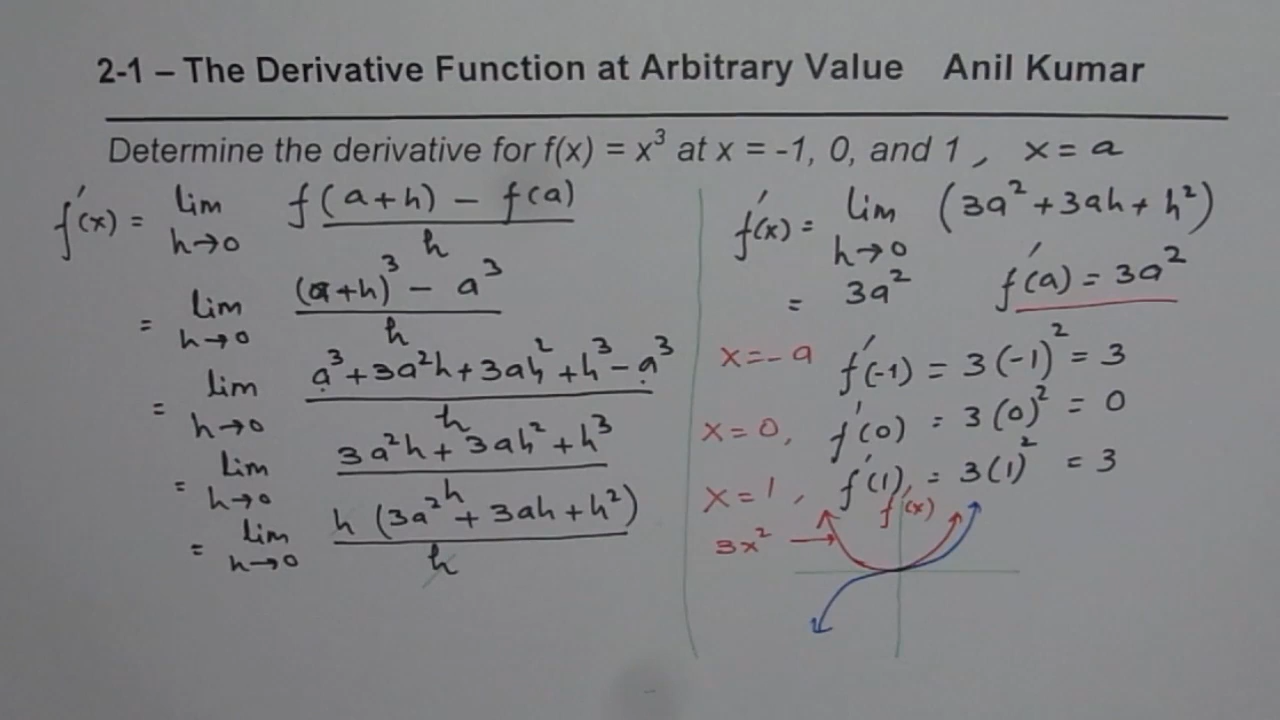 2-1 – The Derivative Function at Arbitrary Value Anil Kumar
Determine the derivative for f(x) = x³ at x = -1, 0, and 1 , x = a
f'(x) = lim h→0 f(a+h) – f(a) / h
= lim h→0 (a+h)³ – a³ / h
= lim h→0 a³ + 3a²h + 3ah² + h³ – a³ / h
= lim h→0 3a²h + 3ah² + h³ / h
= lim h→0 h (3a² + 3ah + h²) / h
f'(x) = lim h→0 (3a² + 3ah + h²)
= 3a² f'(a) = 3a²
x = - a f'(-1) = 3(-1)² = 3
x = 0, f'(0) = 3(0)² = 0
x = 1, f'(1) = 3(1)² = 3
f'(x)
3x²